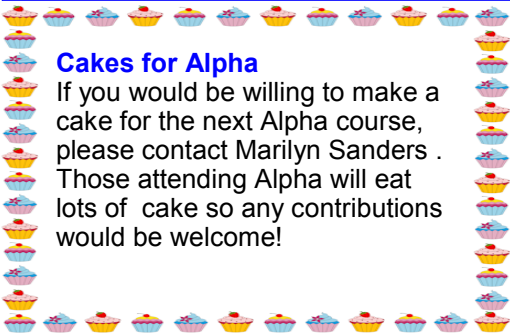 Cakes for Alpha
If you would be willing to make a
cake for the next Alpha course,
please contact Marilyn Sanders .
Those attending Alpha will eat
lots of  cake so any contributions
would be welcome!